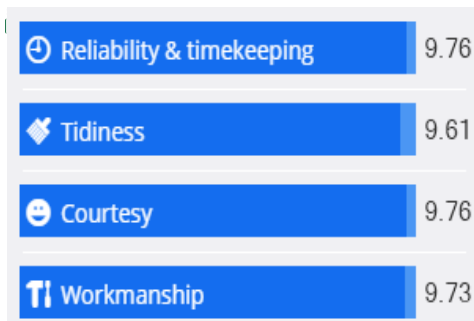 Reliability & timekeeping 9.76
Tidiness 9.61
Courtesy 9.76
Workmanship 9.73